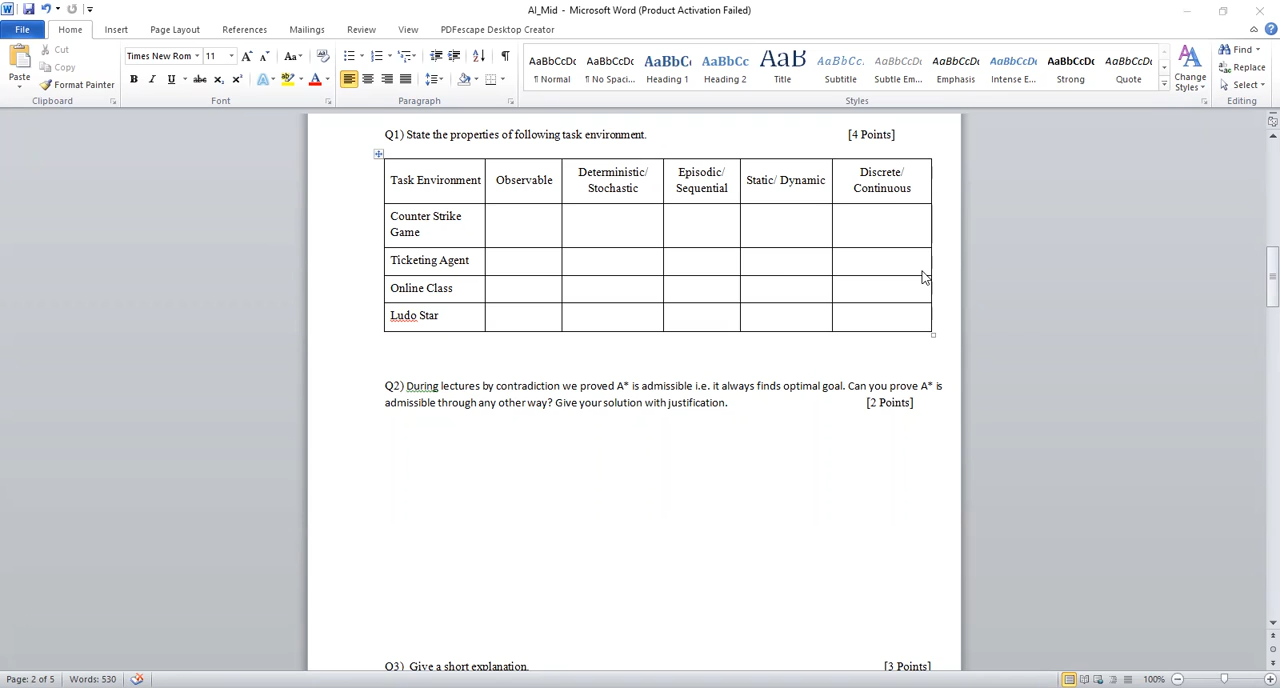 AI_Mid - Microsoft Word (Product Activation Failed)
File Home Insert Page Layout References Mailings Review View PDFescape Desktop Creator
Paste
Cut
Copy
Format Painter
Clipboard
Times New Rom 11
Font
Paragraph
AaBbCcDc AaBbCcDc AaBbC AaBbCc AaB AaBbCc. AaBbCcDc AaBbCcDc AaBbCcDc AaBbCcDc AaBbCcDc
¶ Normal ¶ No Spaci... Heading 1 Heading 2 Title Subtitle Subtle Em... Emphasis Intense E... Strong Quote
Styles
Change
Styles
Find
Replace
Select
Editing
Q1) State the properties of following task environment. [4 Points]
Task Environment Observable Deterministic/ Stochastic Episodic/ Sequential Static/ Dynamic Discrete/ Continuous
Counter Strike
Game
Ticketing Agent
Online Class
Ludo Star
Q2) During lectures by contradiction we proved A* is admissible i.e. it always finds optimal goal. Can you prove A* is
admissible through any other way? Give your solution with justification. [2 Points]
Q3) Give a short explanation. [3 Points]
Page: 2 of 5 Words: 530 100%